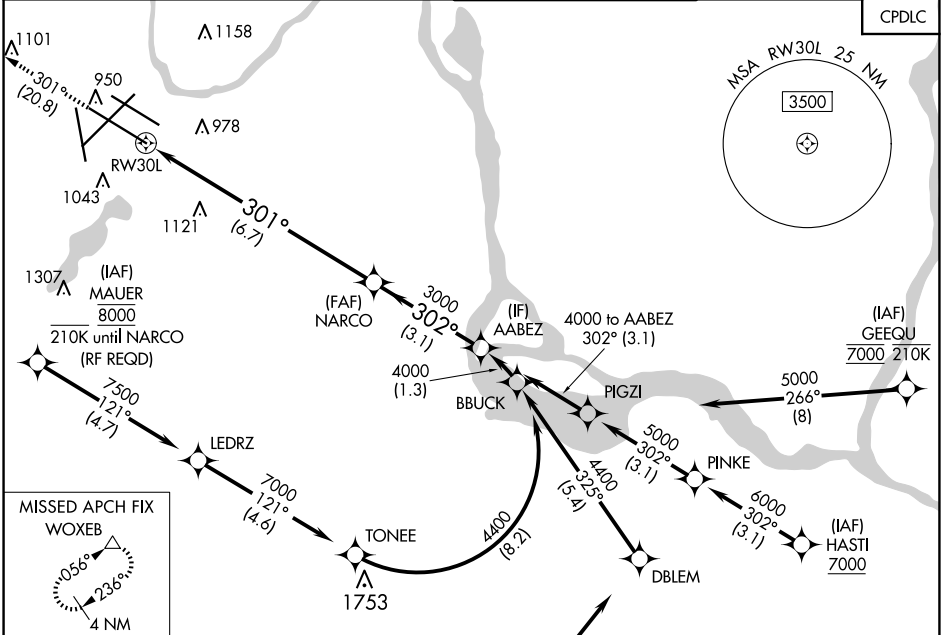 CPDLC
1101
1158
950
301°
(20.8)
978
RW30L
1043
1121
301°
(6.7)
MSA RW30L 25 NM
3500
1307
(IAF)
MAUER
8000
210K until NARCO
(RF REQD)
(FAF)
NARCO
3000
302°
(3.1)
(IF)
AABEZ
4000 to AABEZ
302° (3.1)
(IAF)
GEEQU
7000 210K
4000
(1.3)
BBUCK
PIGZI
5000
266°
(8)
7500
121°
(4.7)
LEDRZ
5000
302°
(3.1)
PINKE
4400
325°
(5.4)
7000
121°
(4.6)
6000
302°
(3.1)
(IAF)
HASTI
7000
TONEE
4400
(8.2)
DBLEM
1753
MISSED APCH FIX
WOXEB
056°
236°
4 NM